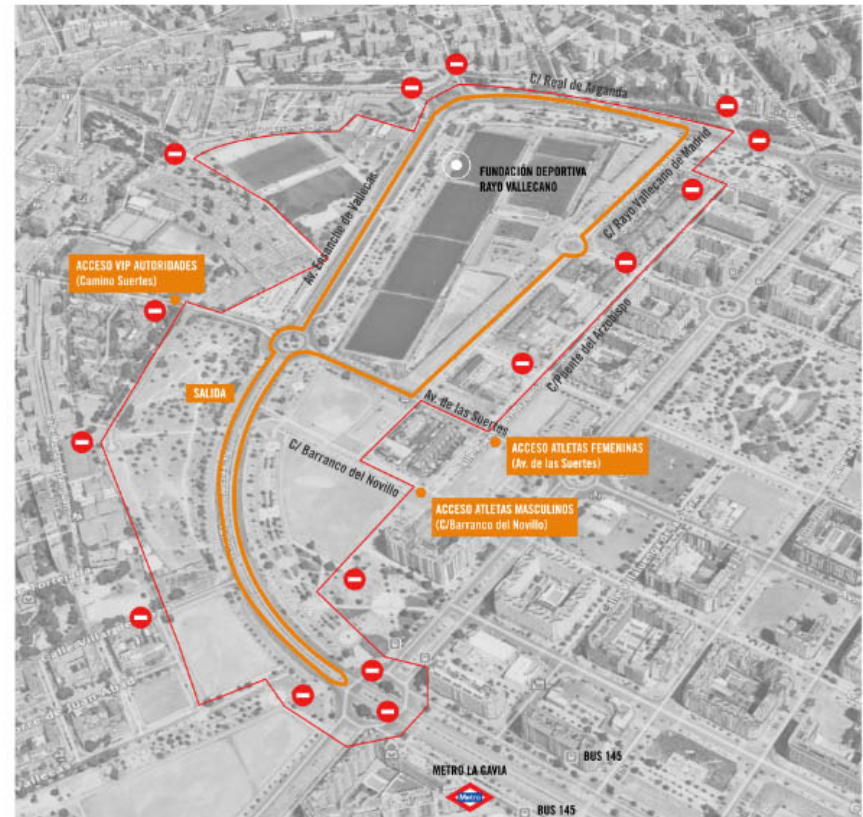 C/ Real de Arganda
C/ Rayo Vallecano de Madrid
FUNDACIÓN DEPORTIVA
RAYO VALLECANO
Av. Ensanche de Vallecas
ACCESO VIP AUTORIDADES
(Camino Suertes)
C/Puente del Arzobispo
SALIDA
Av. de las Suertes
C/ Barranco del Novillo
ACCESO ATLETAS FEMENINAS
(Av. de las Suertes)
ACCESO ATLETAS MASCULINOS
(C/Barranco del Novillo)
BUS 145
METRO LA GAVIA
Metro
BUS 145